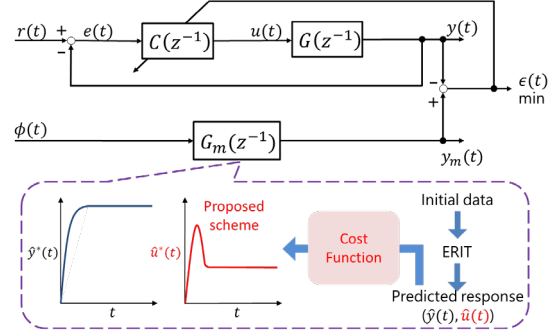 r(t) + e(t) C(z⁻¹) u(t) G(z⁻¹) y(t)
− −
+ ϵ(t)
min
ϕ(t) G_m(z⁻¹) y_m(t)
Initial data
ERIT
Predicted response
(ŷ(t), û(t))
Cost
Function
Proposed
scheme
û*(t)
t
ŷ*(t)
t